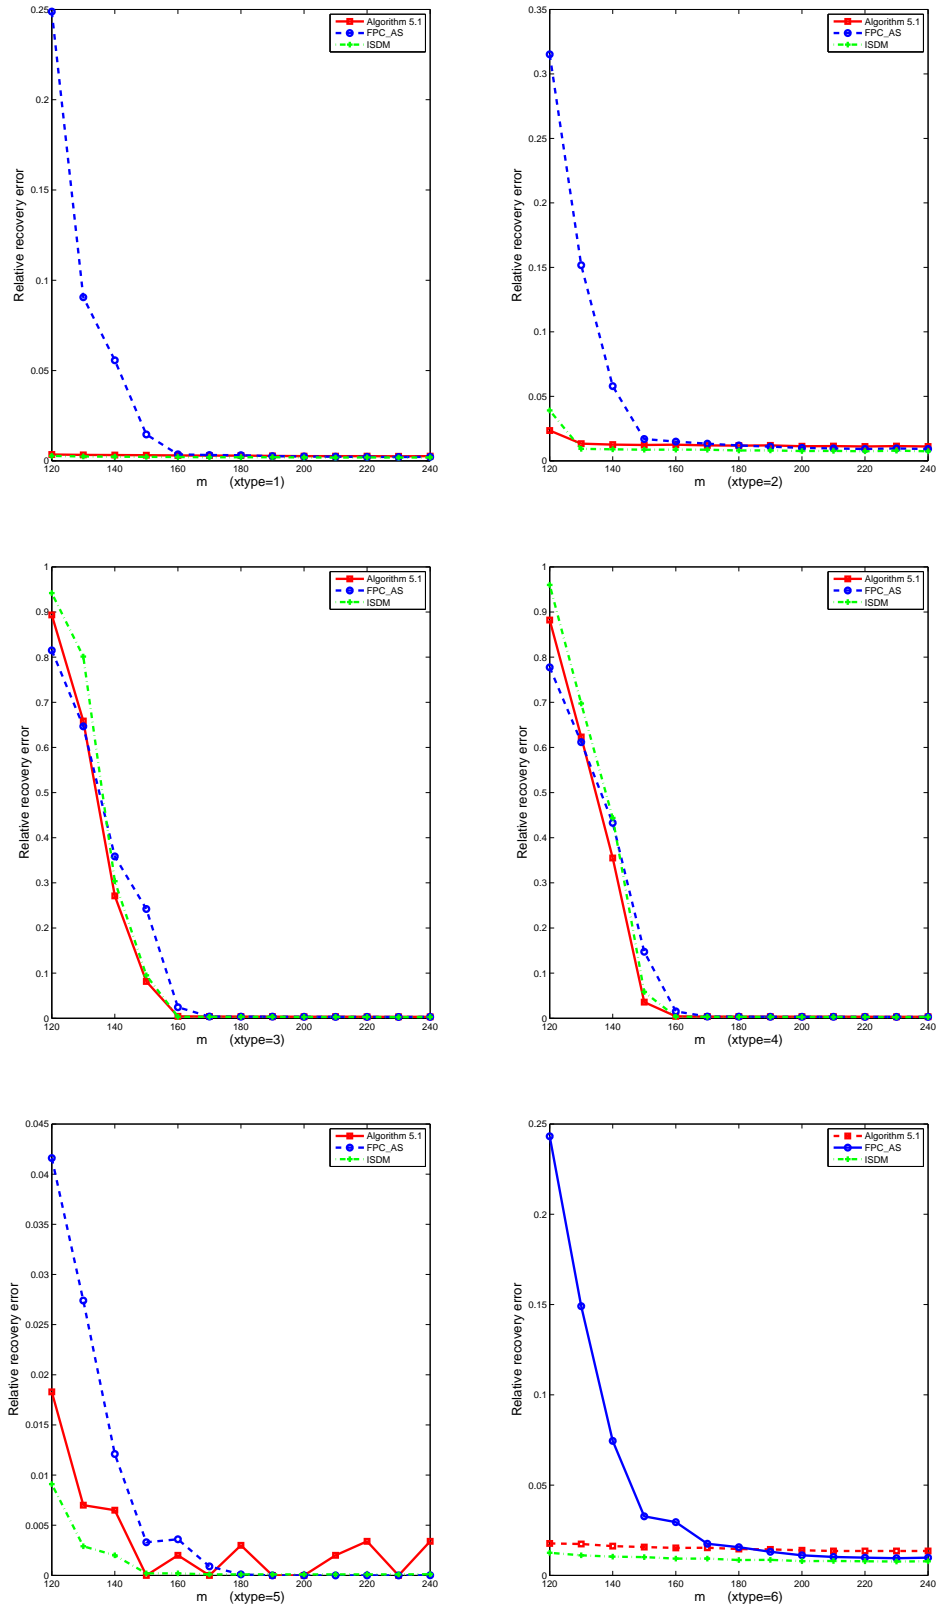 0.25
0.2
0.15
0.1
0.05
0
Relative recovery error
120 140 160 180 200 220 240
m (xtype=1)
Algorithm 5.1
FPC_AS
ISDM
0.35
0.3
0.25
0.2
0.15
0.1
0.05
0
Relative recovery error
120 140 160 180 200 220 240
m (xtype=2)
Algorithm 5.1
FPC_AS
ISDM
1
0.9
0.8
0.7
0.6
0.5
0.4
0.3
0.2
0.1
0
Relative recovery error
120 140 160 180 200 220 240
m (xtype=3)
Algorithm 5.1
FPC_AS
ISDM
1
0.9
0.8
0.7
0.6
0.5
0.4
0.3
0.2
0.1
0
Relative recovery error
120 140 160 180 200 220 240
m (xtype=4)
Algorithm 5.1
FPC_AS
ISDM
0.045
0.04
0.035
0.03
0.025
0.02
0.015
0.01
0.005
0
Relative recovery error
120 140 160 180 200 220 240
m (xtype=5)
Algorithm 5.1
FPC_AS
ISDM
0.25
0.2
0.15
0.1
0.05
0
Relative recovery error
120 140 160 180 200 220 240
m (xtype=6)
Algorithm 5.1
FPC_AS
ISDM